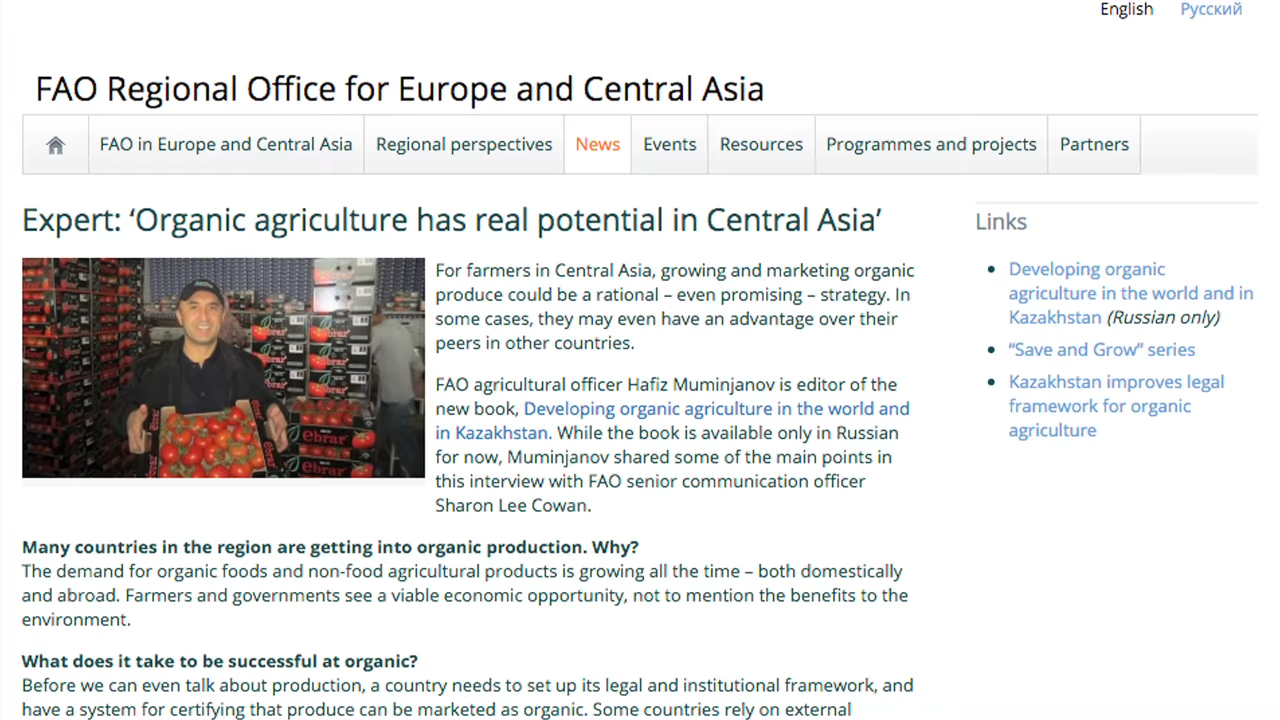 English Русский
FAO Regional Office for Europe and Central Asia
FAO in Europe and Central Asia Regional perspectives News Events Resources Programmes and projects Partners
Expert: ‘Organic agriculture has real potential in Central Asia’
For farmers in Central Asia, growing and marketing organic
produce could be a rational – even promising – strategy. In
some cases, they may even have an advantage over their
peers in other countries.
FAO agricultural officer Hafiz Muminjanov is editor of the
new book, Developing organic agriculture in the world and
in Kazakhstan. While the book is available only in Russian
for now, Muminjanov shared some of the main points in
this interview with FAO senior communication officer
Sharon Lee Cowan.
ebrar
ebrar
ebrar
ebrar
ebrar
ebrar
Many countries in the region are getting into organic production. Why?
The demand for organic foods and non-food agricultural products is growing all the time – both domestically
and abroad. Farmers and governments see a viable economic opportunity, not to mention the benefits to the
environment.
What does it take to be successful at organic?
Before we can even talk about production, a country needs to set up its legal and institutional framework, and
have a system for certifying that produce can be marketed as organic. Some countries rely on external
Links
Developing organic
agriculture in the world and in
Kazakhstan (Russian only)
“Save and Grow” series
Kazakhstan improves legal
framework for organic
agriculture